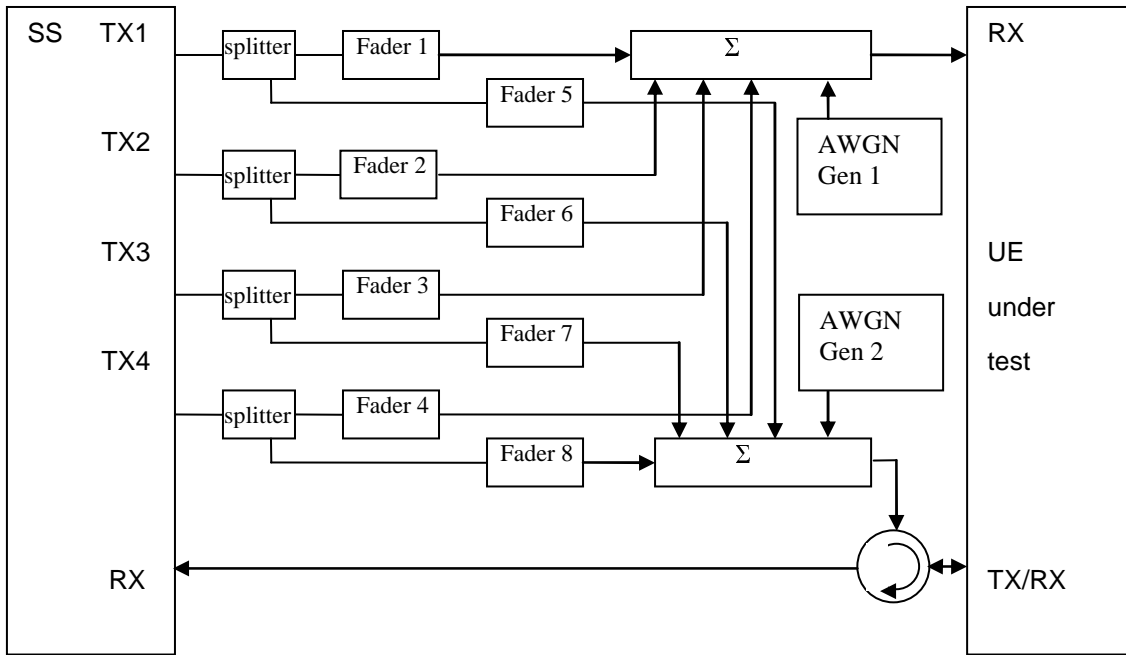 SS TX1
splitter
Fader 1
Σ
RX
Fader 5
TX2
AWGN
Gen 1
splitter
Fader 2
Fader 6
TX3
UE
splitter
Fader 3
AWGN
Gen 2
under
Fader 7
TX4
test
splitter
Fader 4
Fader 8
Σ
RX
TX/RX